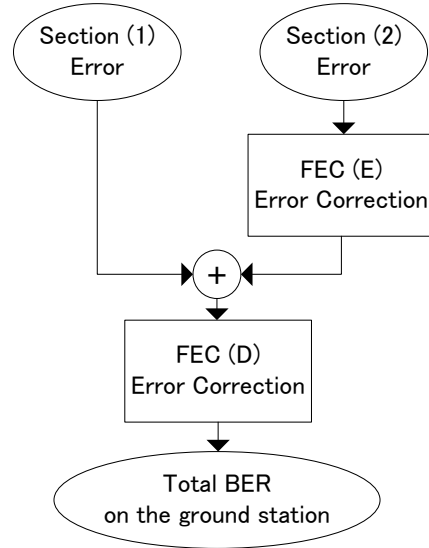 Section (1)
Error
Section (2)
Error
FEC (E)
Error Correction
+
FEC (D)
Error Correction
Total BER
on the ground station